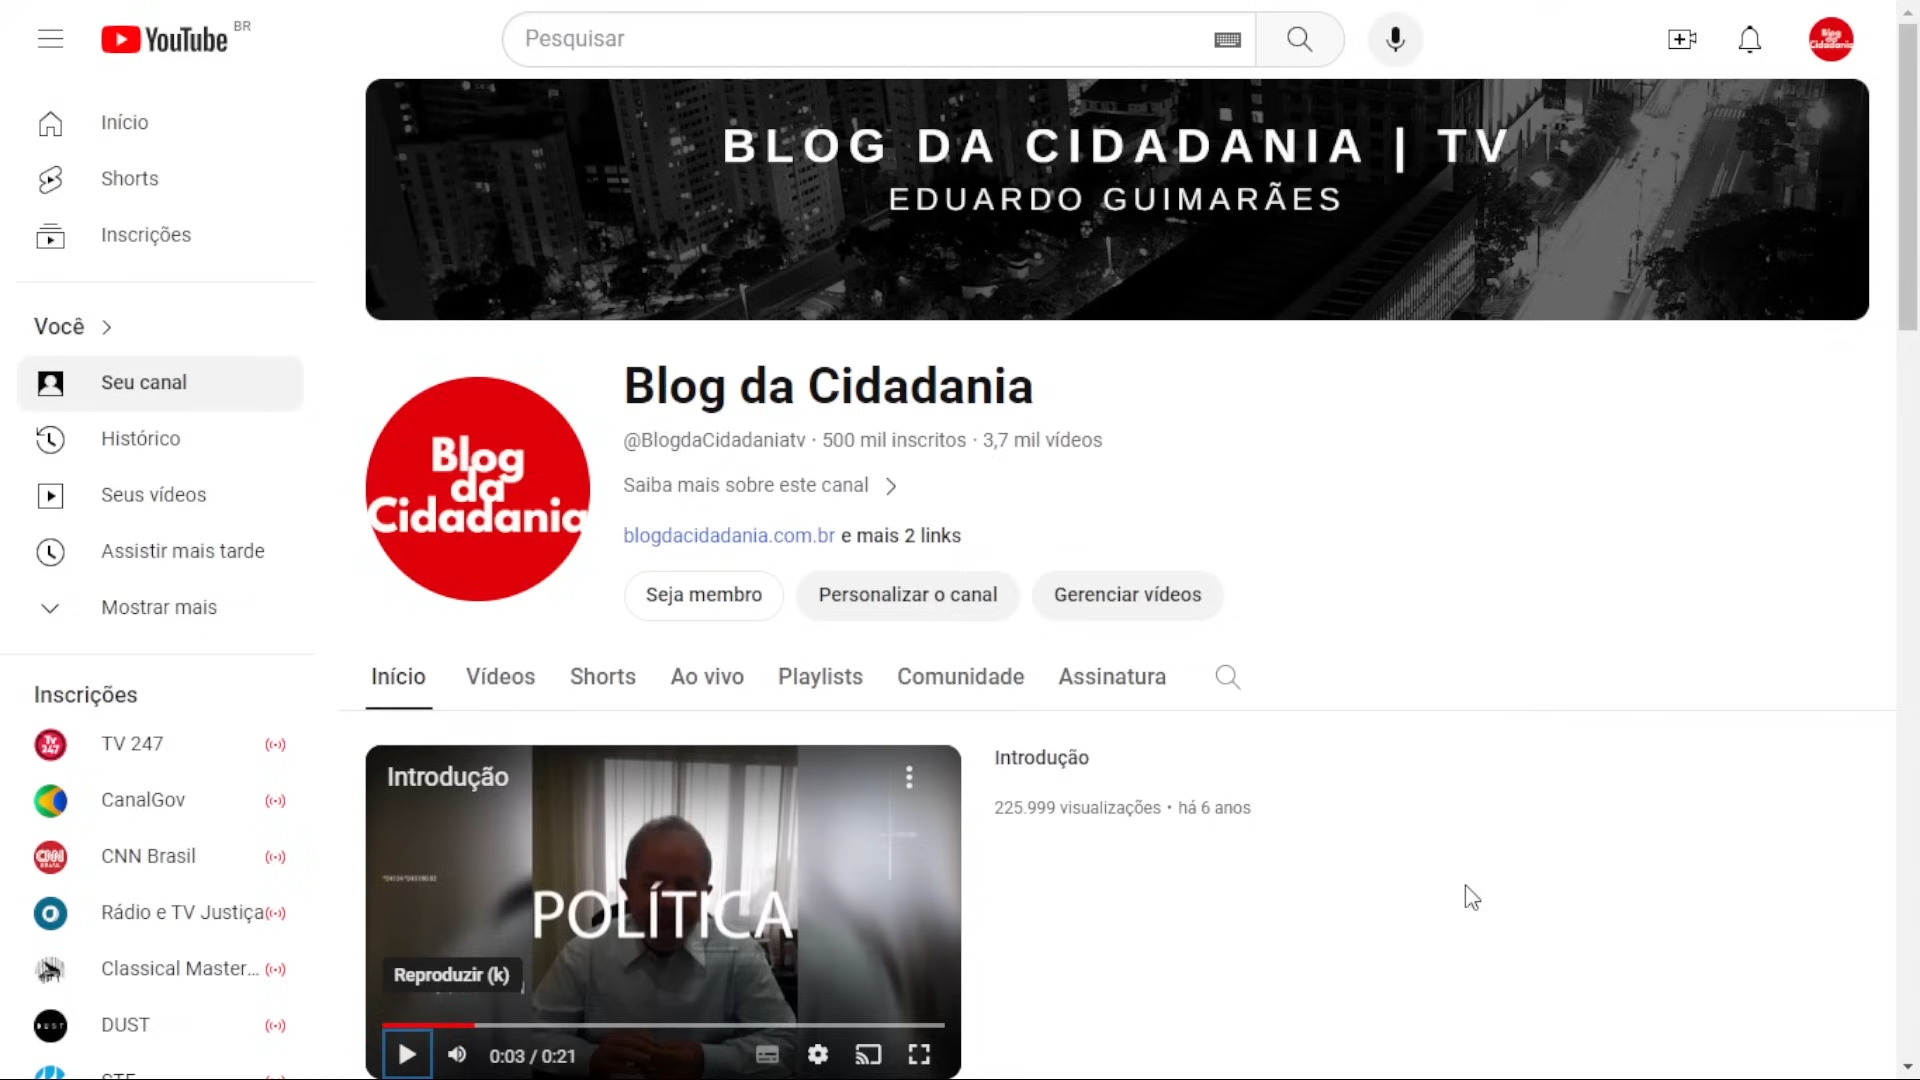 YouTube BR
Pesquisar
Início
Shorts
Inscrições
Você
Seu canal
Histórico
Seus vídeos
Assistir mais tarde
Mostrar mais
Inscrições
TV 247
CanalGov
CNN Brasil
Rádio e TV Justiça
Classical Master...
DUST
BLOG DA CIDADANIA | TV
EDUARDO GUIMARÃES
Blog
da
Cidadania
Blog da Cidadania
@BlogdaCidadaniatv · 500 mil inscritos · 3,7 mil vídeos
Saiba mais sobre este canal
blogdacidadania.com.br e mais 2 links
Seja membro
Personalizar o canal
Gerenciar vídeos
Início
Vídeos
Shorts
Ao vivo
Playlists
Comunidade
Assinatura
Introdução
POLÍTICA
Reproduzir (k)
0:03 / 0:21
Introdução
225.999 visualizações • há 6 anos